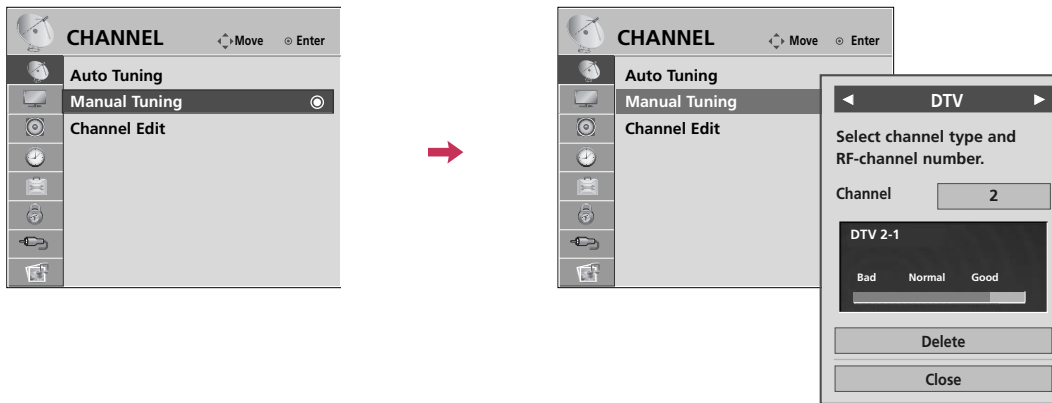 CHANNEL Move Enter
Auto Tuning
Manual Tuning
Channel Edit
CHANNEL Move Enter
Auto Tuning
Manual Tuning
Channel Edit
DTV
Select channel type and
RF-channel number.
Channel 2
DTV 2-1
Bad Normal Good
Delete
Close